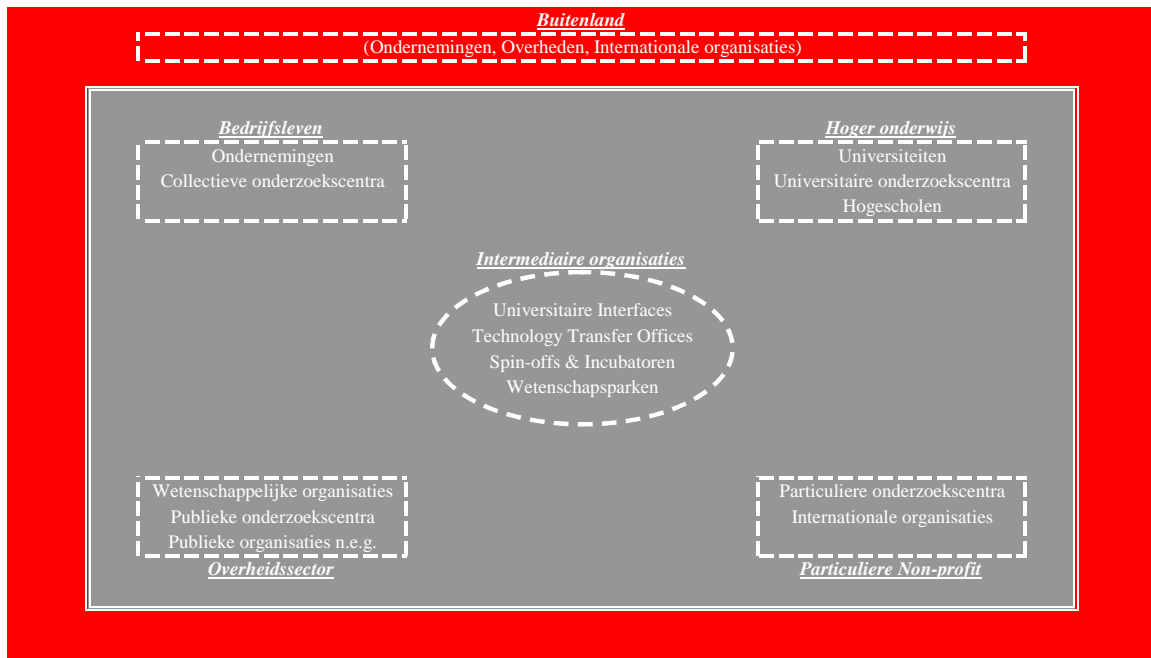 Buitenland
(Ondernemingen, Overheden, Internationale organisaties)
Bedrijfsleven
Ondernemingen
Collectieve onderzoekscentra
Hoger onderwijs
Universiteiten
Universitaire onderzoekscentra
Hogescholen
Intermediaire organisaties
Universitaire Interfaces
Technology Transfer Offices
Spin-offs & Incubatoren
Wetenschapsparken
Wetenschappelijke organisaties
Publieke onderzoekscentra
Publieke organisaties n.e.g.
Overheidssector
Particuliere onderzoekscentra
Internationale organisaties
Particuliere Non-profit